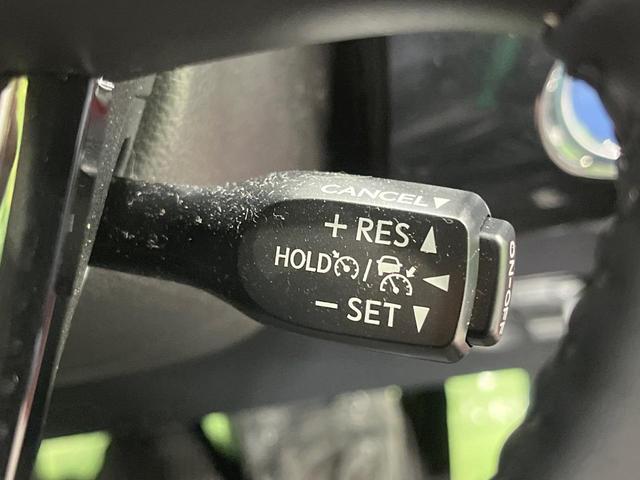 CANCEL▼
+ RES ▲
HOLD / ◀
− SET ▼
ON-OFF